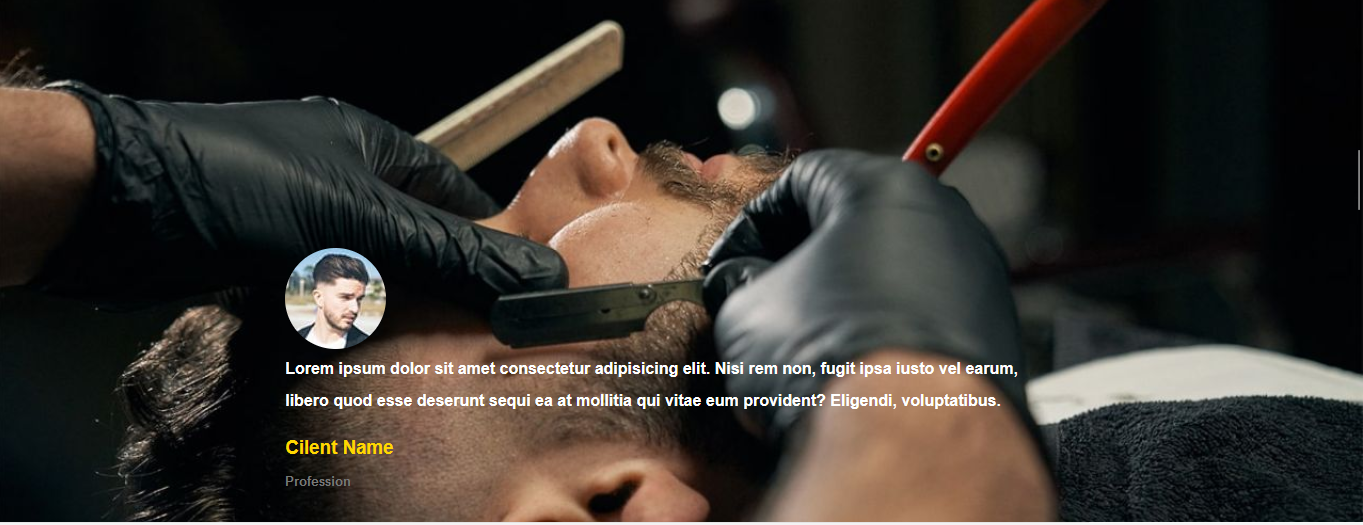 Lorem ipsum dolor sit amet consectetur adipisicing elit. Nisi rem non, fugit ipsa iusto vel earum,
libero quod esse deserunt sequi ea at mollitia qui vitae eum provident? Eligendi, voluptatibus.
Cilent Name
Profession